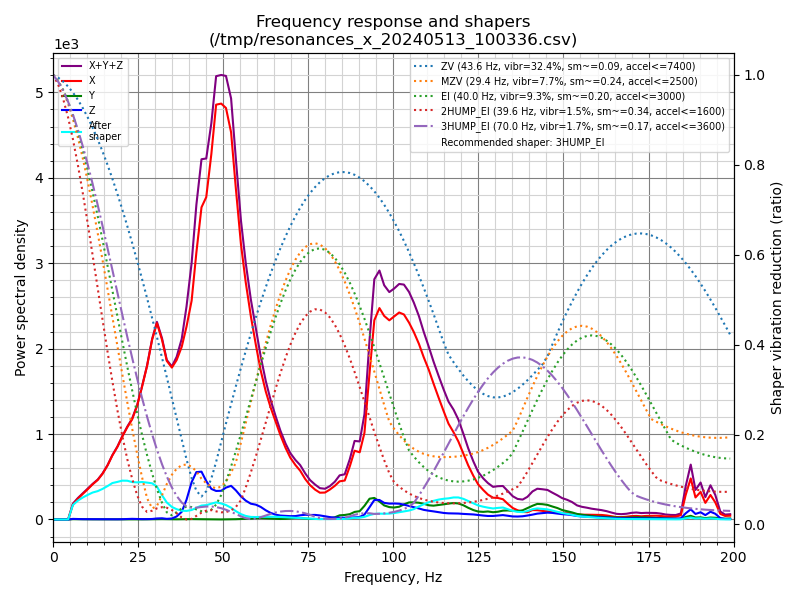 Frequency response and shapers
(/tmp/resonances_x_20240513_100336.csv)
1e3
X+Y+Z
X
Y
Z
After
shaper
ZV (43.6 Hz, vibr=32.4%, sm~=0.09, accel<=7400)
MZV (29.4 Hz, vibr=7.7%, sm~=0.24, accel<=2500)
EI (40.0 Hz, vibr=9.3%, sm~=0.20, accel<=3000)
2HUMP_EI (39.6 Hz, vibr=1.5%, sm~=0.34, accel<=1600)
3HUMP_EI (70.0 Hz, vibr=1.7%, sm~=0.17, accel<=3600)
Recommended shaper: 3HUMP_EI
5
4
3
2
1
0
Power spectral density
1.0
0.8
0.6
0.4
0.2
0.0
Shaper vibration reduction (ratio)
0 25 50 75 100 125 150 175 200
Frequency, Hz